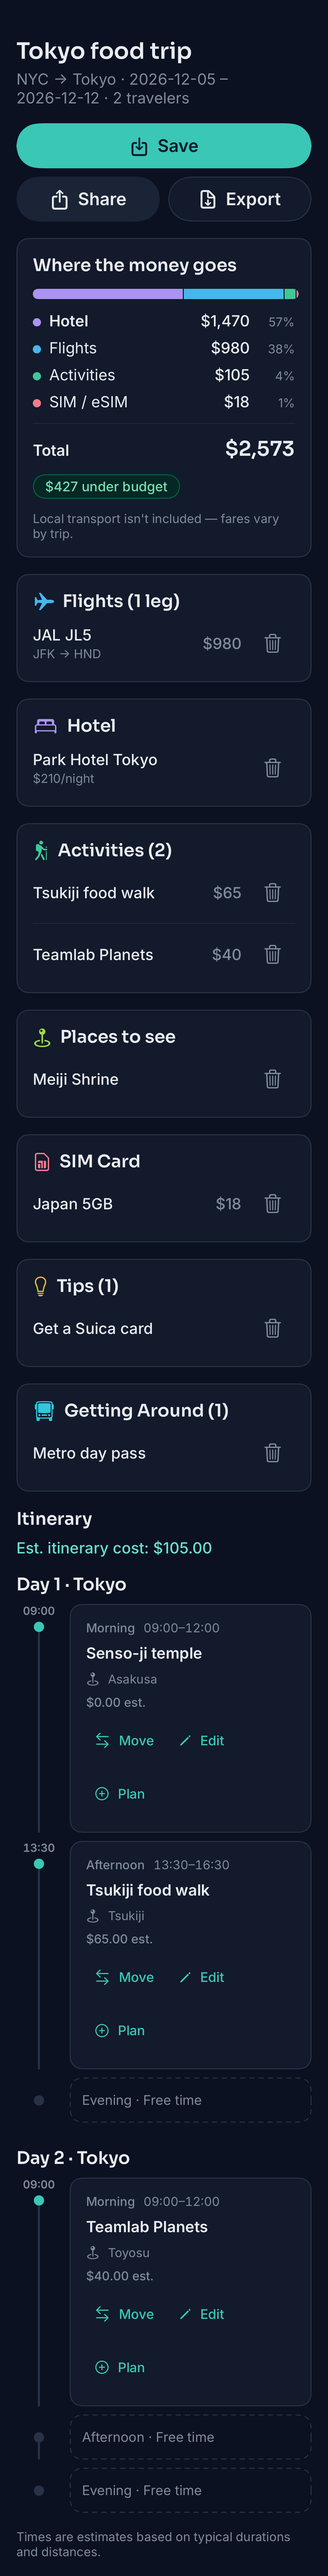 Tokyo food trip
NYC → Tokyo · 2026-12-05 –
2026-12-12 · 2 travelers
Save
Share
Export
Where the money goes
Hotel $1,470 57%
Flights $980 38%
Activities $105 4%
SIM / eSIM $18 1%
Total $2,573
$427 under budget
Local transport isn't included — fares vary
by trip.
Flights (1 leg)
JAL JL5
JFK → HND
$980
Hotel
Park Hotel Tokyo
$210/night
Activities (2)
Tsukiji food walk $65
Teamlab Planets $40
Places to see
Meiji Shrine
SIM Card
Japan 5GB $18
Tips (1)
Get a Suica card
Getting Around (1)
Metro day pass
Itinerary
Est. itinerary cost: $105.00
Day 1 · Tokyo
09:00
Morning 09:00–12:00
Senso-ji temple
Asakusa
$0.00 est.
Move Edit
Plan
13:30
Afternoon 13:30–16:30
Tsukiji food walk
Tsukiji
$65.00 est.
Move Edit
Plan
Evening · Free time
Day 2 · Tokyo
09:00
Morning 09:00–12:00
Teamlab Planets
Toyosu
$40.00 est.
Move Edit
Plan
Afternoon · Free time
Evening · Free time
Times are estimates based on typical durations
and distances.